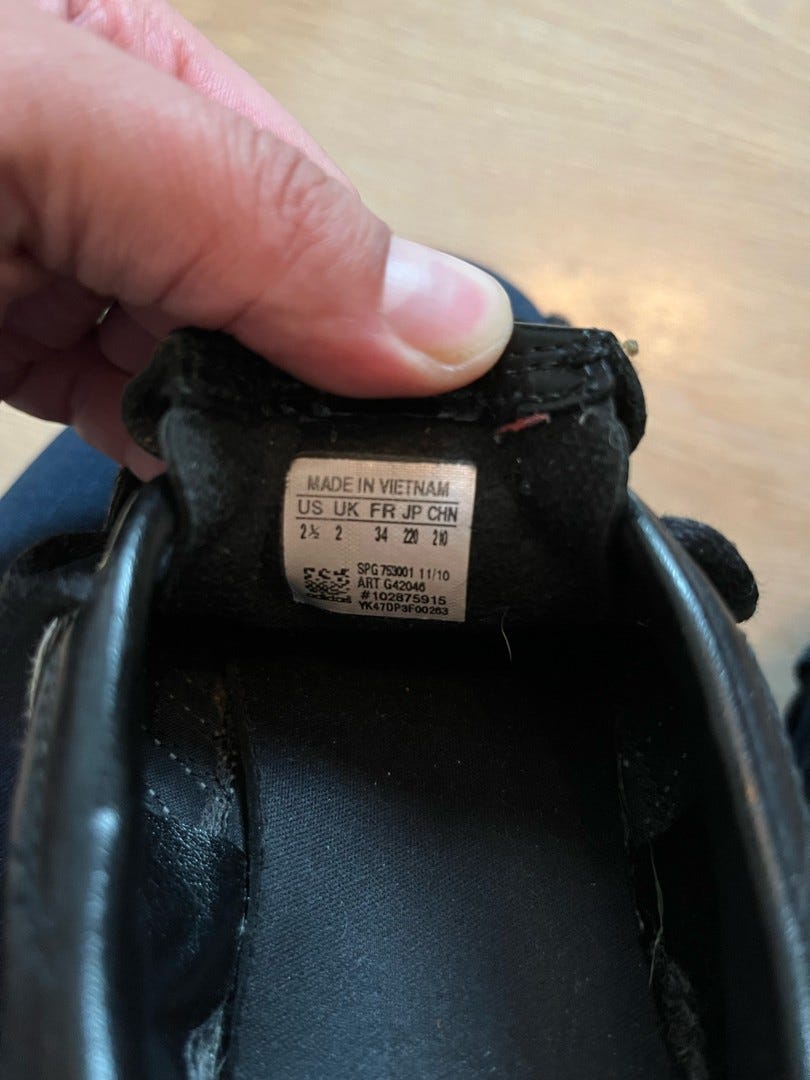 MADE IN VIETNAM
US UK FR JP CHN
2½ 2 34 220 210
SPG 753001 11/10
ART G42046
#102875915
YK47DP3F00263
adidas